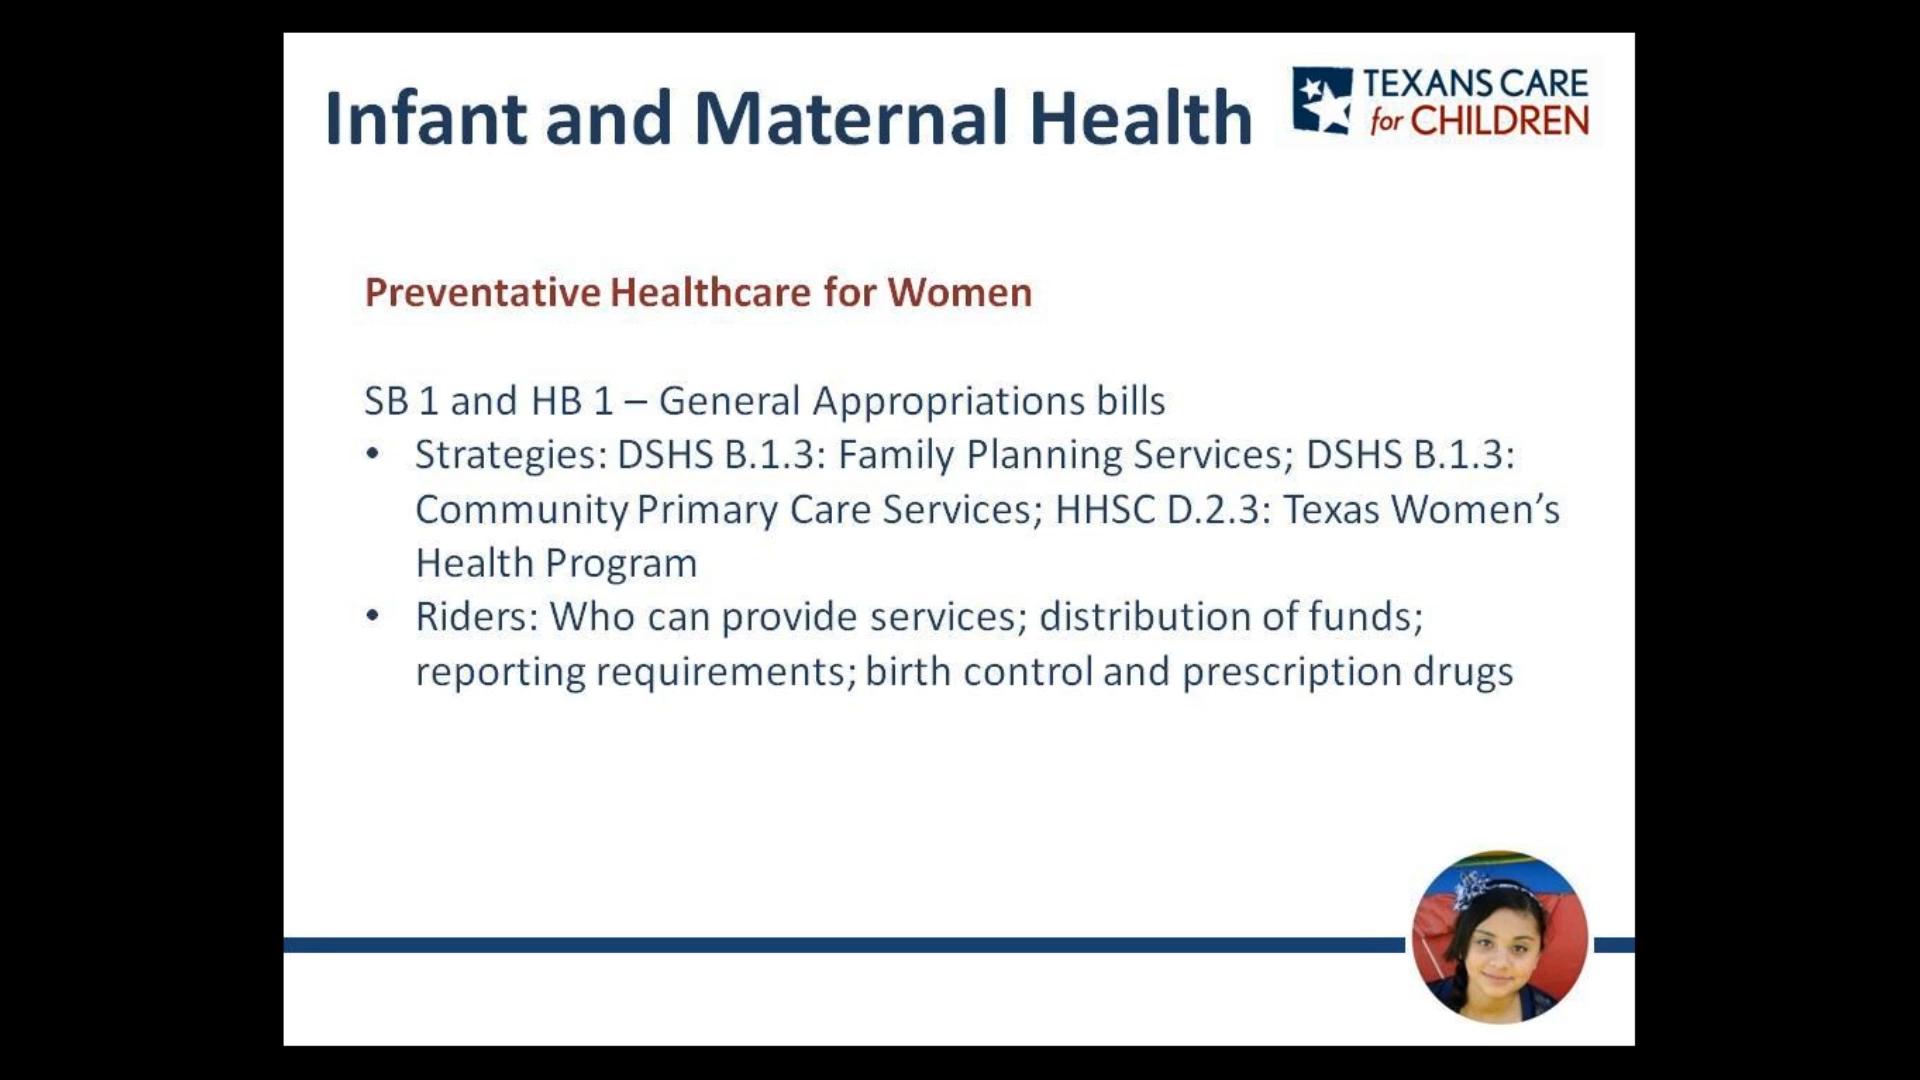 Infant and Maternal Health
TEXANS CARE
for CHILDREN
Preventative Healthcare for Women
SB 1 and HB 1 – General Appropriations bills
• Strategies: DSHS B.1.3: Family Planning Services; DSHS B.1.3:
Community Primary Care Services; HHSC D.2.3: Texas Women’s
Health Program
• Riders: Who can provide services; distribution of funds;
reporting requirements; birth control and prescription drugs